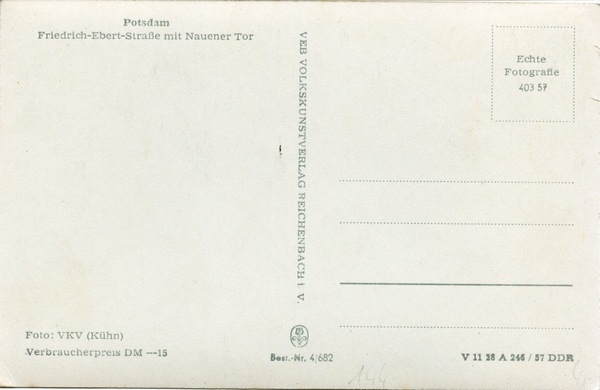 Potsdam
Friedrich-Ebert-Straße mit Nauener Tor
VEB VOLKSKUNSTVERLAG REICHENBACH i. V.
Echte
Fotografie
403 57
Foto: VKV (Kühn)
Verbraucherpreis DM —15
Best.-Nr. 4/682
V 11 28 A 246 / 57 DDR